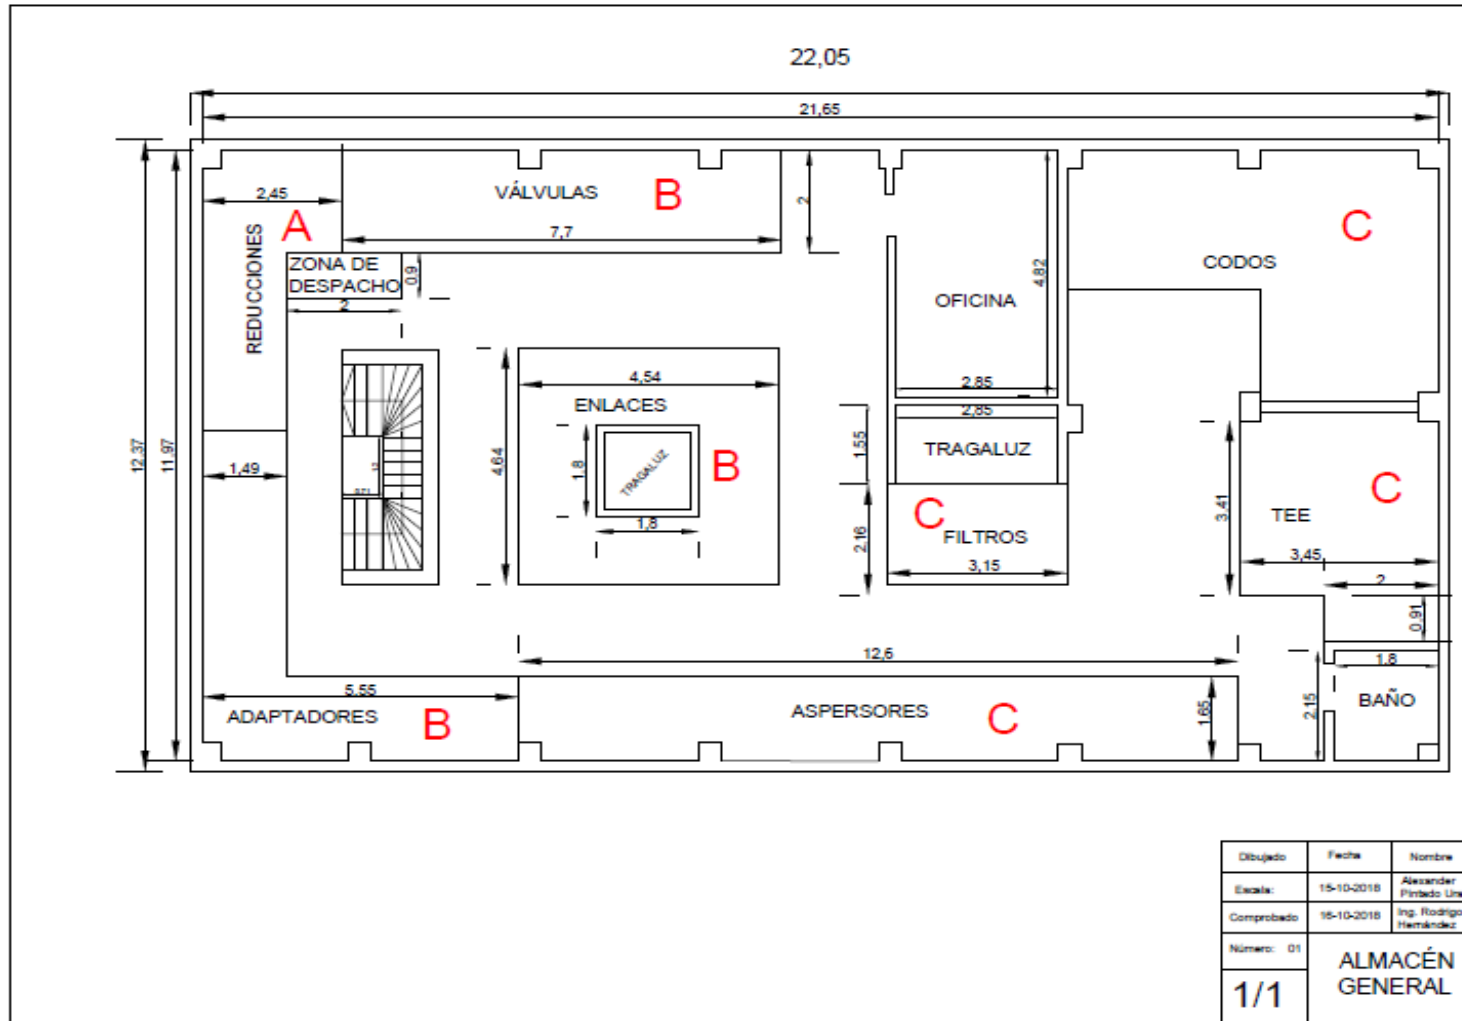 22,05
21,65
2,45
VÁLVULAS
B
7,7
2
A
REDUCCIONES
ZONA DE
DESPACHO
0,9
2
OFICINA
4,82
2,85
CODOS
C
12,37
11,97
1,49
4,64
4,54
ENLACES
1,8
TRAGALUZ
1,8
B
1,55
2,85
TRAGALUZ
C
2,16
FILTROS
3,15
3,41
TEE
C
3,45
2
0,91
12,6
5,55
ADAPTADORES
B
ASPERSORES
C
1,65
2,15
1,8
BAÑO
Dibujado Fecha Nombre
Escala: 15-10-2018 Alexander
Pintado
Comprobado 16-10-2018 Ing. Rodrigo
Hernández
Número: 01
ALMACÉN
GENERAL
1/1